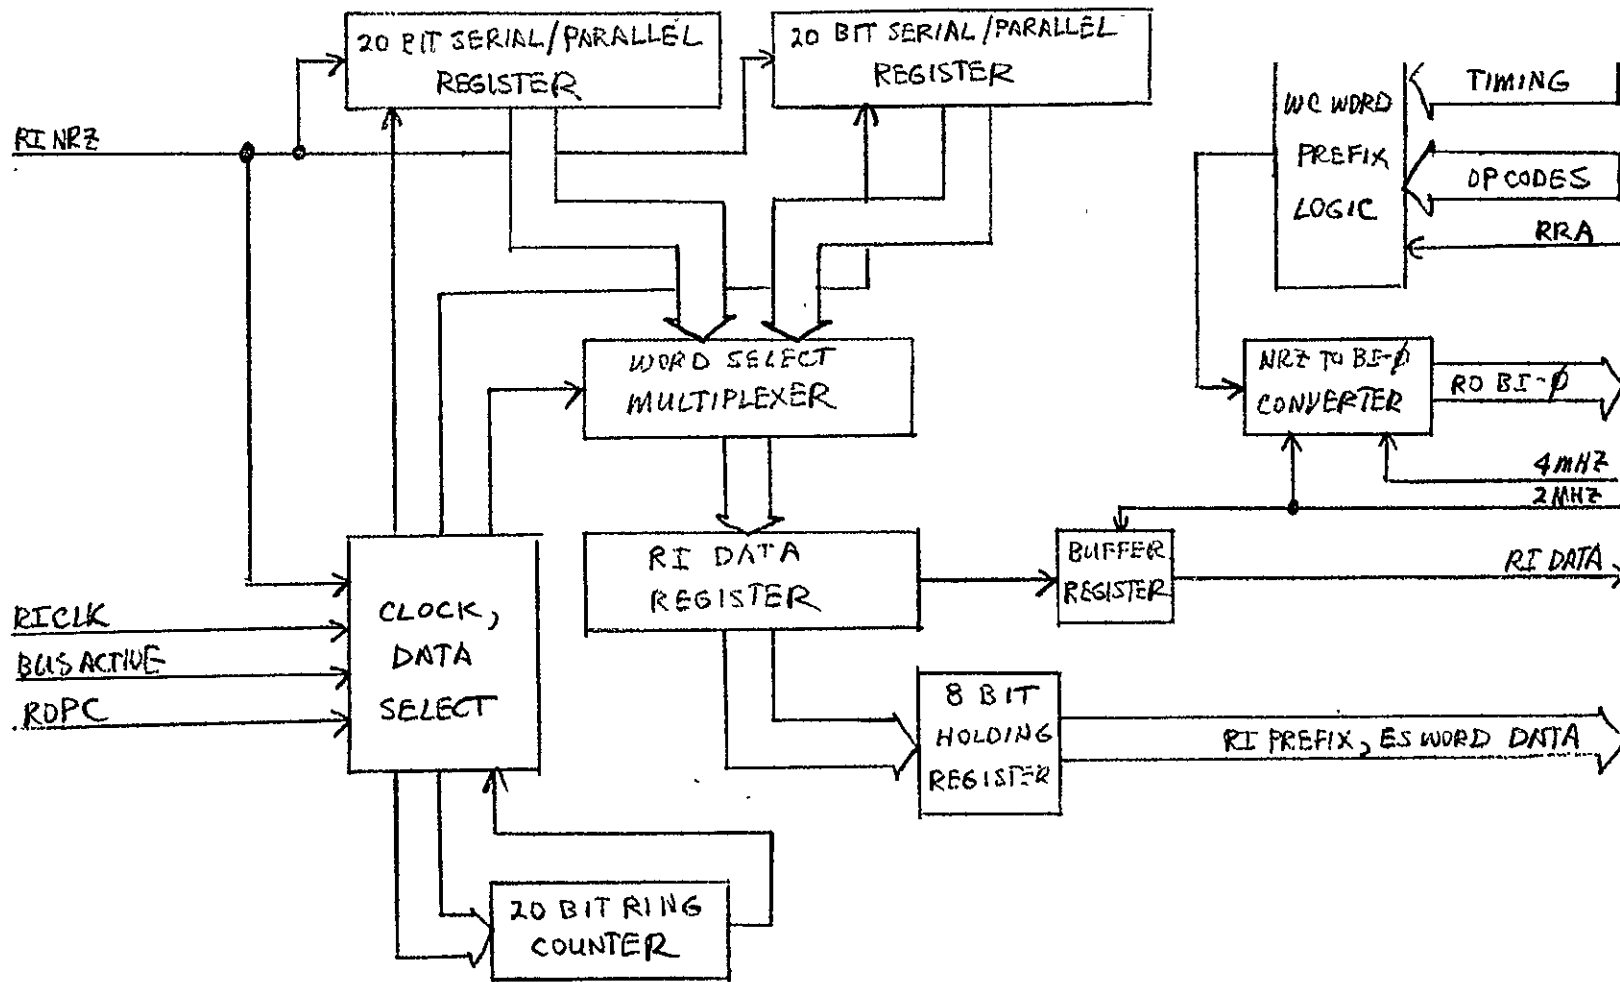 20 BIT SERIAL/PARALLEL
REGISTER
20 BIT SERIAL/PARALLEL
REGISTER
WC WORD
PREFIX
LOGIC
TIMING
OP CODES
RRA
RI NRZ
WORD SELECT
MULTIPLEXER
NRZ TO BI-Ø
CONVERTER
RO BI-Ø
4MHZ
2MHZ
RI DATA
REGISTER
BUFFER
REGISTER
RI DATA
CLOCK,
DATA
SELECT
RICLK
BUS ACTIVE
ROPC
8 BIT
HOLDING
REGISTER
RI PREFIX, ES WORD DATA
20 BIT RING
COUNTER